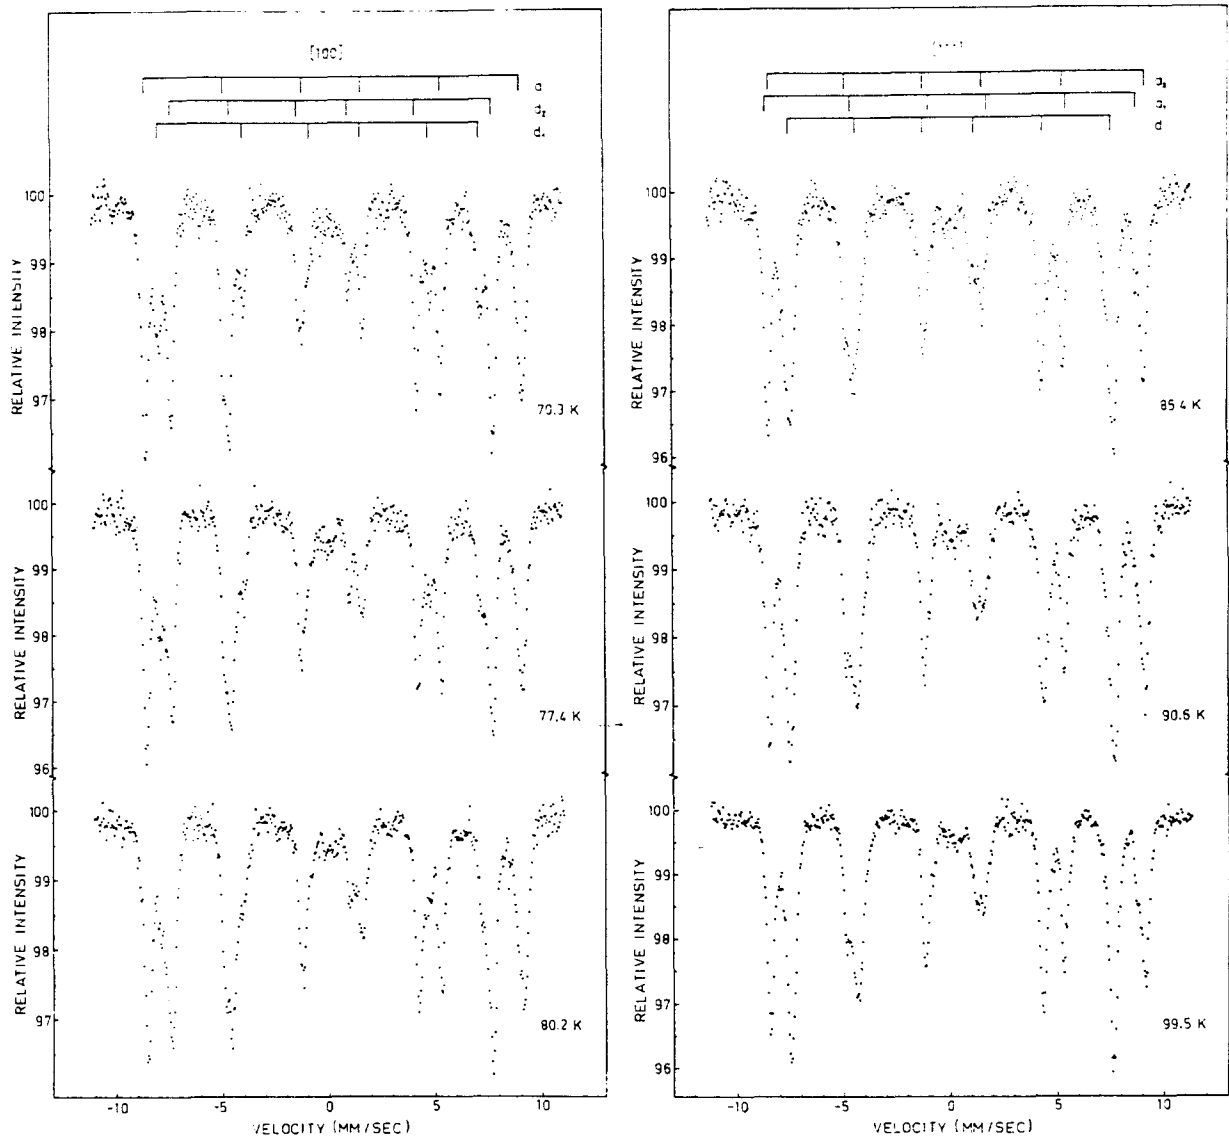 [100]
a
d₂
d₁
RELATIVE INTENSITY
100
99
98
97
RELATIVE INTENSITY
100
99
98
97
96
RELATIVE INTENSITY
100
99
98
97
77.4 K
80.2 K
-10
-5
0
5
10
VELOCITY (MM/SEC)
a₂
a₁
d
RELATIVE INTENSITY
100
99
98
97
96
RELATIVE INTENSITY
100
99
98
97
RELATIVE INTENSITY
100
99
98
97
96
85.4 K
90.6 K
99.5 K
-10
-5
0
5
10
VELOCITY (MM/SEC)